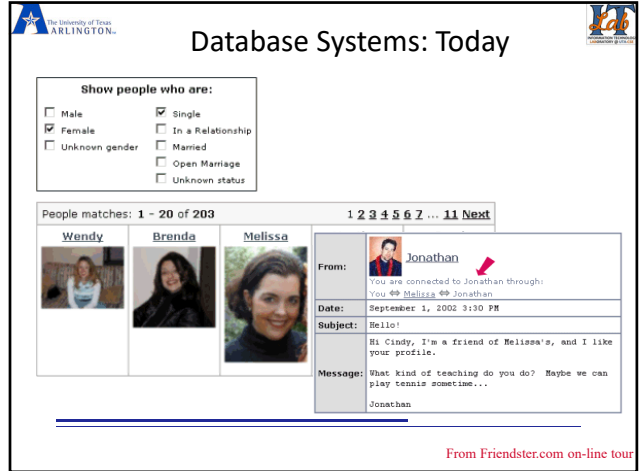 The University of Texas
ARLINGTON™
Database Systems: Today
IT
Lab
Show people who are:
Male
Single
Female
In a Relationship
Unknown gender
Married
Open Marriage
Unknown status
People matches: 1 - 20 of 203
1 2 3 4 5 6 7 ... 11 Next
Wendy
Brenda
Melissa
From:
Jonathan
You are connected to Jonathan through:
You ⇔ Melissa ⇔ Jonathan
Date:
September 1, 2002 3:30 PM
Subject:
Hello!
Message:
Hi Cindy, I'm a friend of Melissa's, and I like
your profile.
What kind of teaching do you do? Maybe we can
play tennis sometime...
Jonathan
From Friendster.com on-line tour